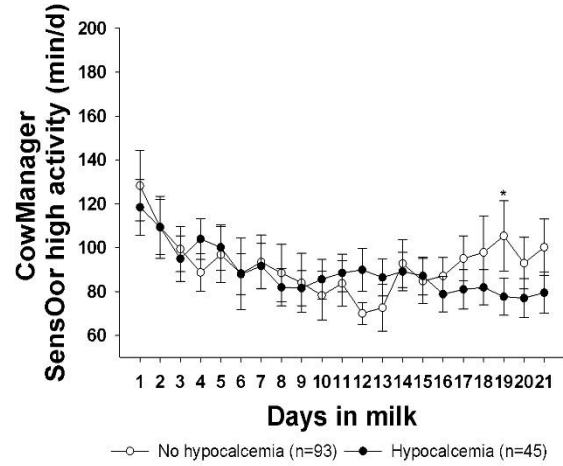 200
180
160
140
120
100
80
60
CowManager
SensOor high activity (min/d)
*
1 2 3 4 5 6 7 8 9 10 11 12 13 14 15 16 17 18 19 20 21
Days in milk
No hypocalcemia (n=93) Hypocalcemia (n=45)